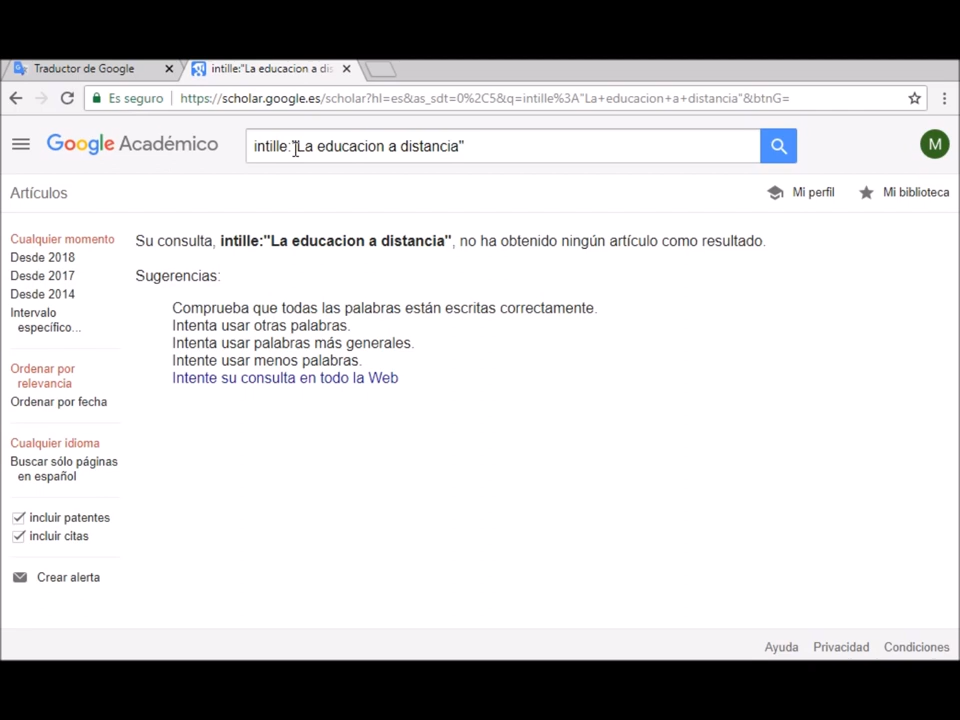 Traductor de Google
intille:"La educacion a dis
Es seguro
https://scholar.google.es/scholar?hl=es&as_sdt=0%2C5&q=intille%3A"La+educacion+a+distancia"&btnG=
Google Académico
intille:"La educacion a distancia"
M
Artículos
Mi perfil
Mi biblioteca
Cualquier momento
Desde 2018
Desde 2017
Desde 2014
Intervalo
específico...
Ordenar por
relevancia
Ordenar por fecha
Cualquier idioma
Buscar sólo páginas
en español
incluir patentes
incluir citas
Crear alerta
Su consulta, intille:"La educacion a distancia", no ha obtenido ningún artículo como resultado.
Sugerencias:
Comprueba que todas las palabras están escritas correctamente.
Intenta usar otras palabras.
Intenta usar palabras más generales.
Intente usar menos palabras.
Intente su consulta en todo la Web
Ayuda
Privacidad
Condiciones